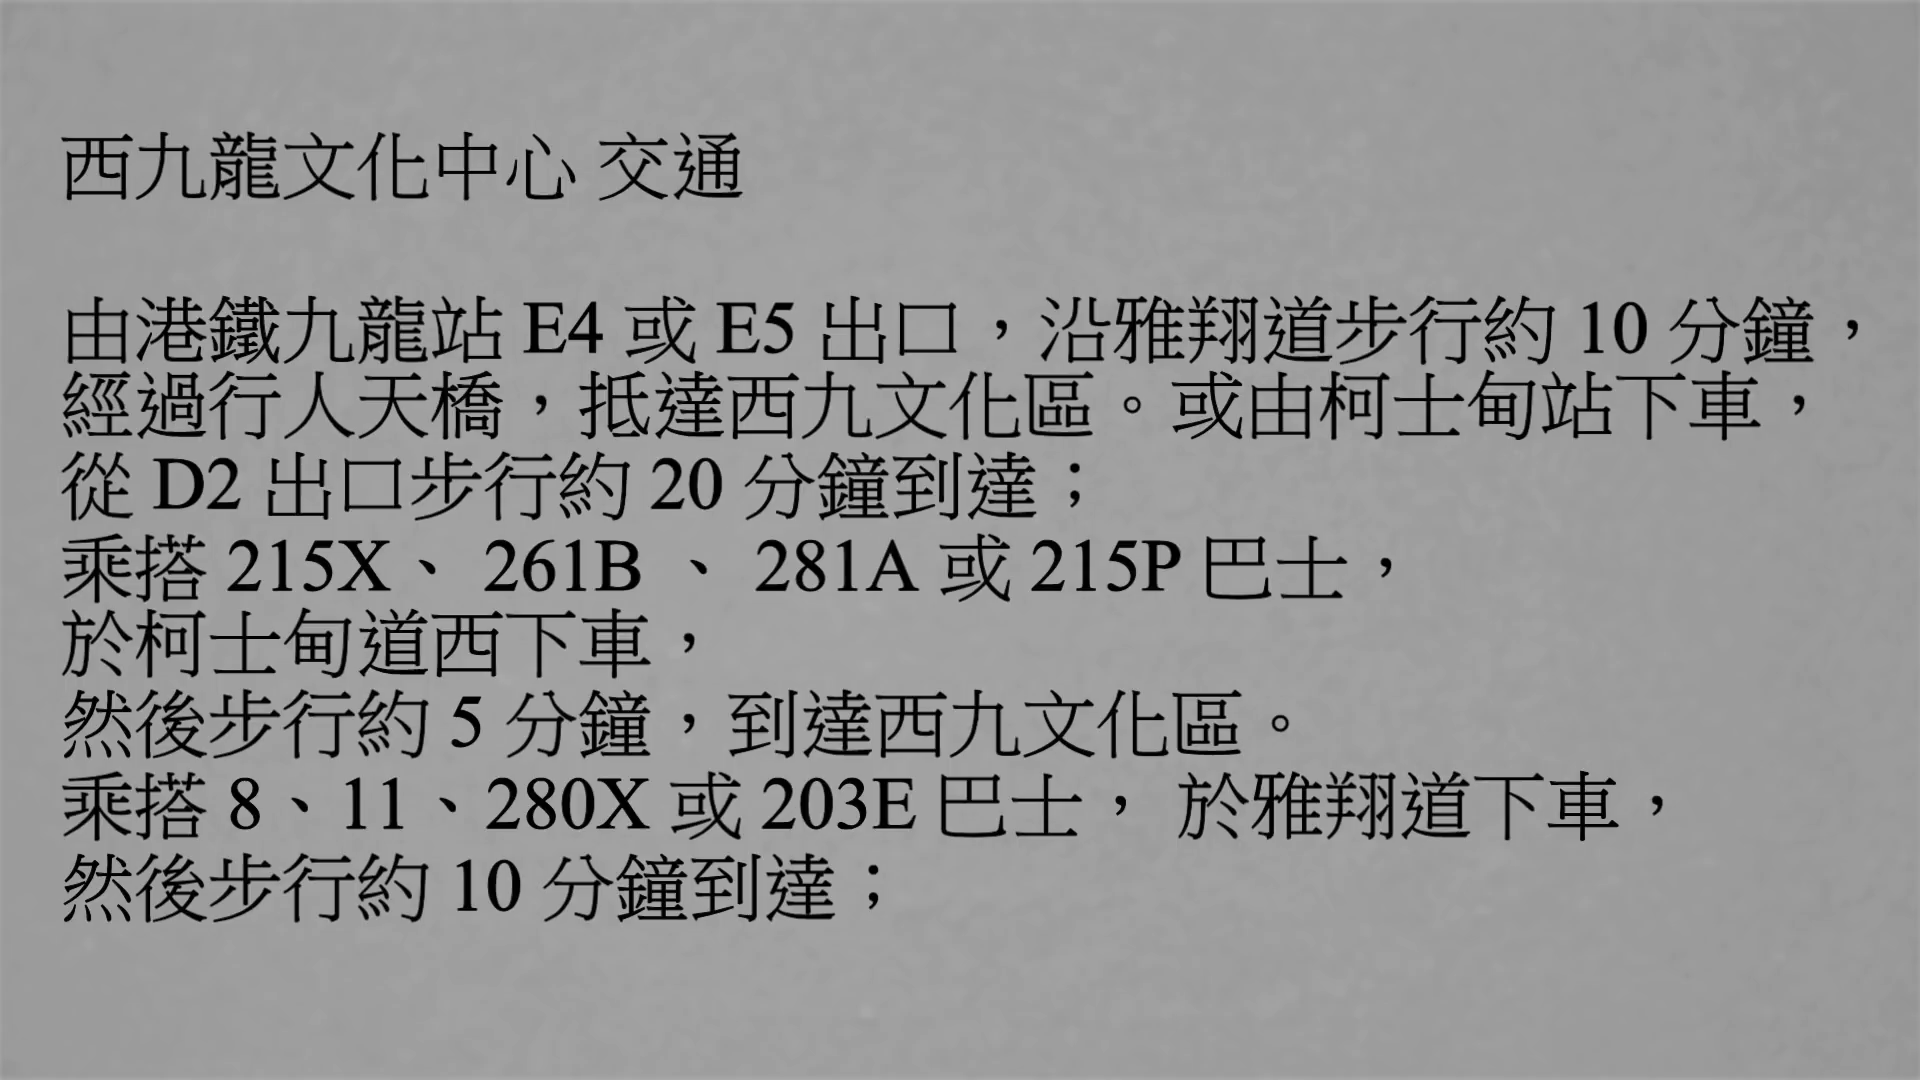 西九龍文化中心 交通
由港鐵九龍站 E4 或 E5 出口，沿雅翔道步行約 10 分鐘，
經過行人天橋，抵達西九文化區。或由柯士甸站下車，
從 D2 出口步行約 20 分鐘到達；
乘搭 215X、 261B 、 281A 或 215P 巴士，
於柯士甸道西下車，
然後步行約 5 分鐘，到達西九文化區。
乘搭 8、11、280X 或 203E 巴士， 於雅翔道下車，
然後步行約 10 分鐘到達；